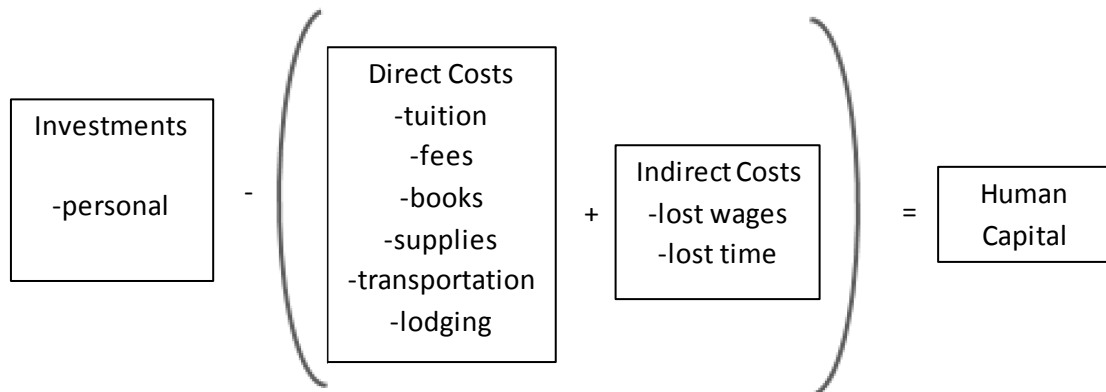 Investments
-personal
-
Direct Costs
-tuition
-fees
-books
-supplies
-transportation
-lodging
+
Indirect Costs
-lost wages
-lost time
=
Human
Capital